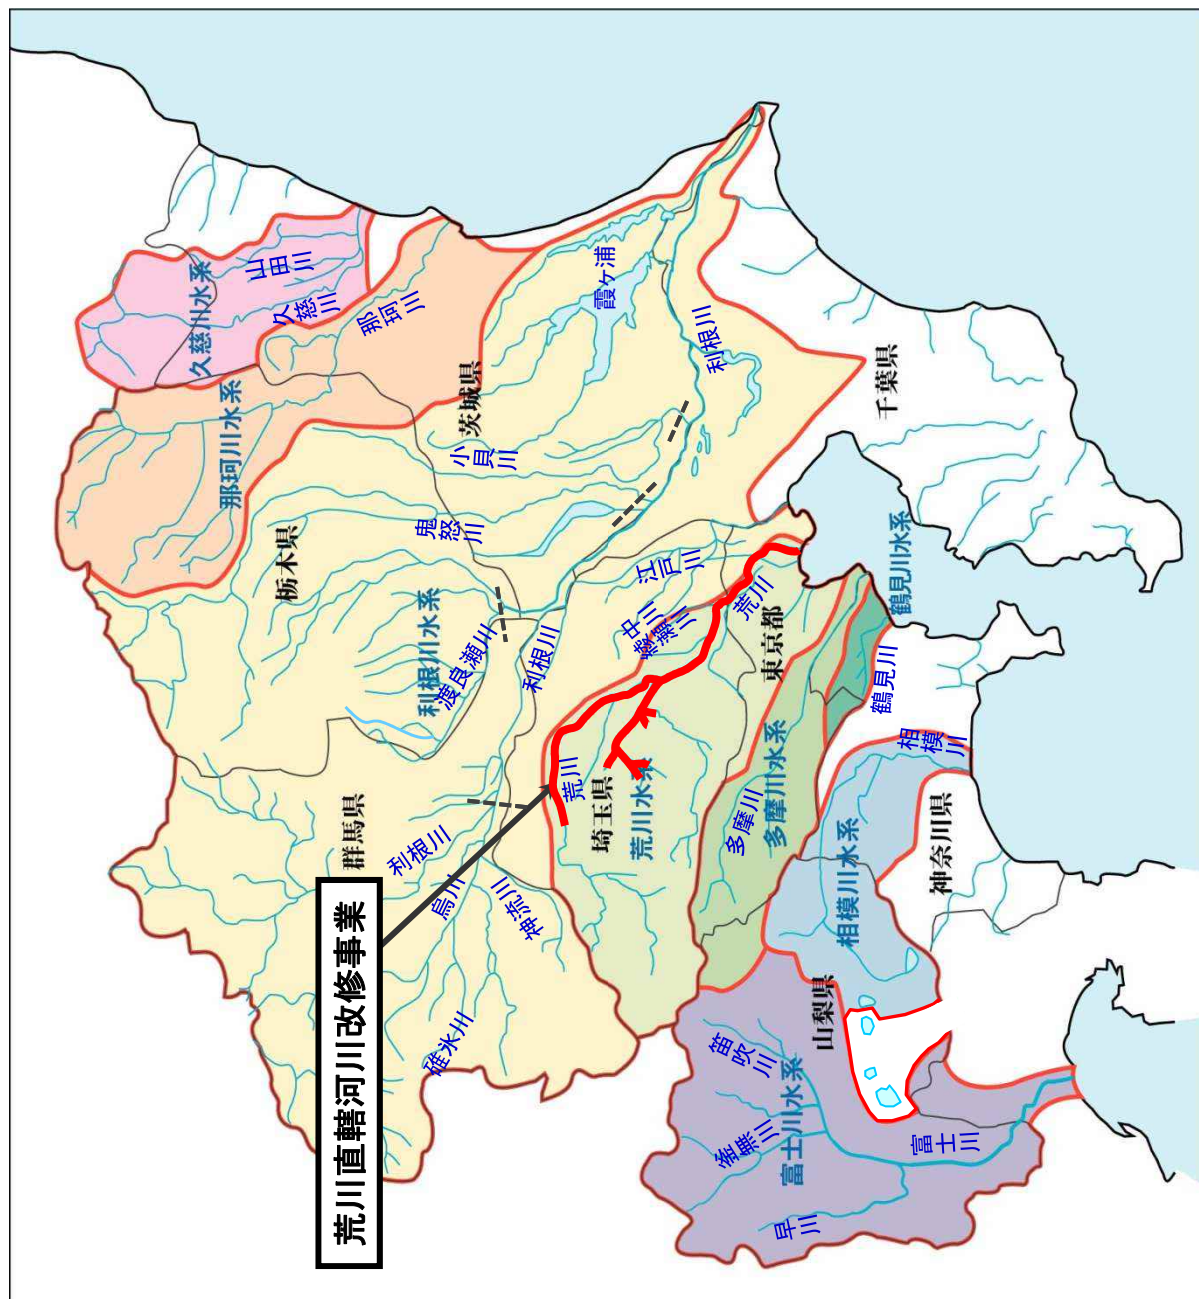 久慈川水系
那珂川水系
山田川
栃木県
久慈川
荒川直轄河川改修事業
群馬県
那珂川
利根川
利根川水系
碓氷川
烏川
渡良瀬川
鬼怒川
茨城県
小貝川
神流川
利根川
荒川
埼玉県
霞ヶ浦
荒川水系
中川
綾瀬川
江戸川
利根川
笛吹川
釜無川
多摩川
荒川
東京都
多摩川水系
富士川水系
早川
山梨県
相模川水系
鶴見川
千葉県
鶴見川水系
相模川
神奈川県
富士川